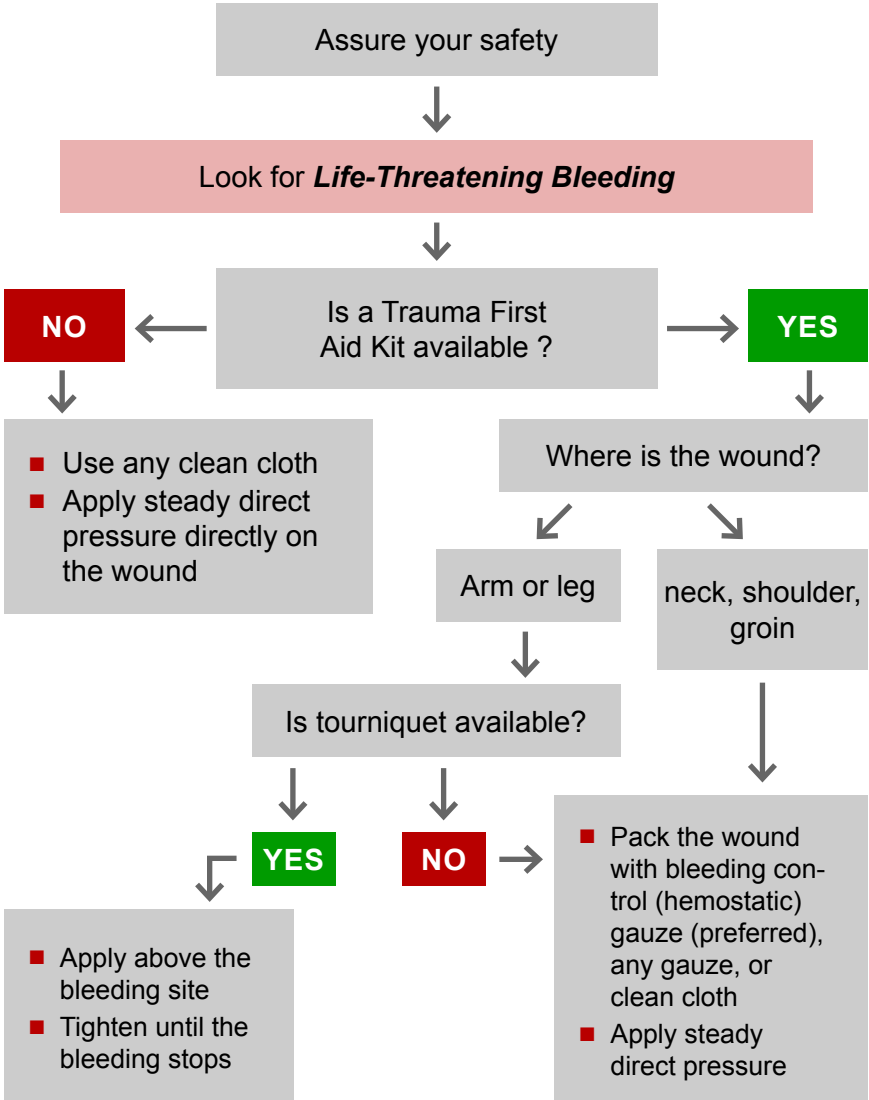 Assure your safety
Look for Life-Threatening Bleeding
Is a Trauma First
Aid Kit available ?
NO
YES
Use any clean cloth
Apply steady direct
pressure directly on
the wound
Where is the wound?
Arm or leg
neck, shoulder,
groin
Is tourniquet available?
YES
NO
Apply above the
bleeding site
Tighten until the
bleeding stops
Pack the wound
with bleeding con-
trol (hemostatic)
gauze (preferred),
any gauze, or
clean cloth
Apply steady
direct pressure